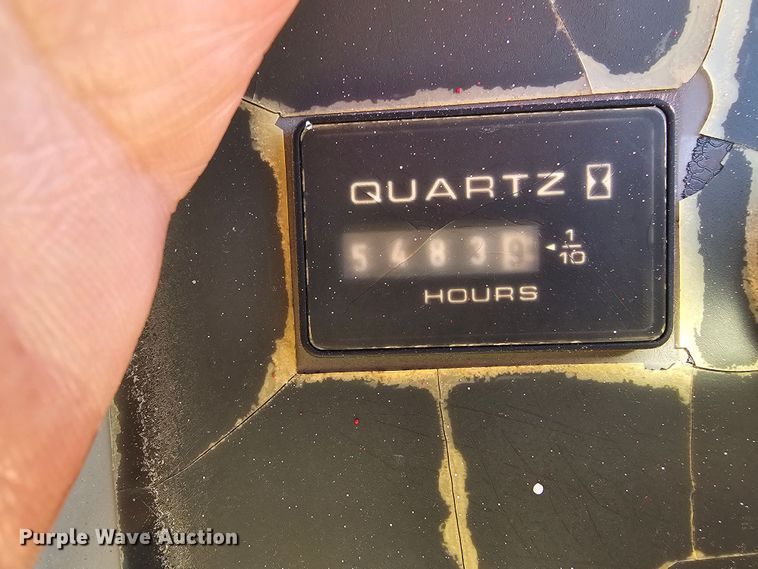 QUARTZ
5483
1/10
HOURS
Purple Wave Auction